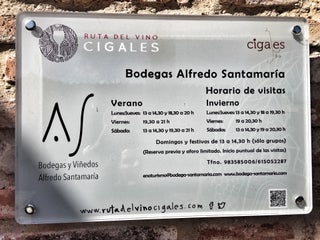 RUTA DEL VINO
CIGALES
cigales
Bodegas Alfredo Santamaría
Horario de visitas
Verano
Invierno
Lunes/Jueves: 13 a 14,30 y 18,30 a 20 h
Lunes/Jueves: 13 a 14,30 y 18 a 19,30 h
Viernes: 19,30 a 21 h
Viernes: 19 a 20,30 h
Sábado: 13 a 14,30 y 19,30 a 21 h
Sábado: 13 a 14,30 y 19 a 20,30 h
AS
Bodegas y Viñedos
Alfredo Santamaría
Domingos y festivos de 13 a 14,30 h (sólo grupos)
(Reserva previa y aforo limitado. Inicio puntual de las visitas)
Tfno. 983585006/615052287
enoturismo@bodega-santamaria.com www.bodega-santamaria.com
www.rutadelvinocigales.com